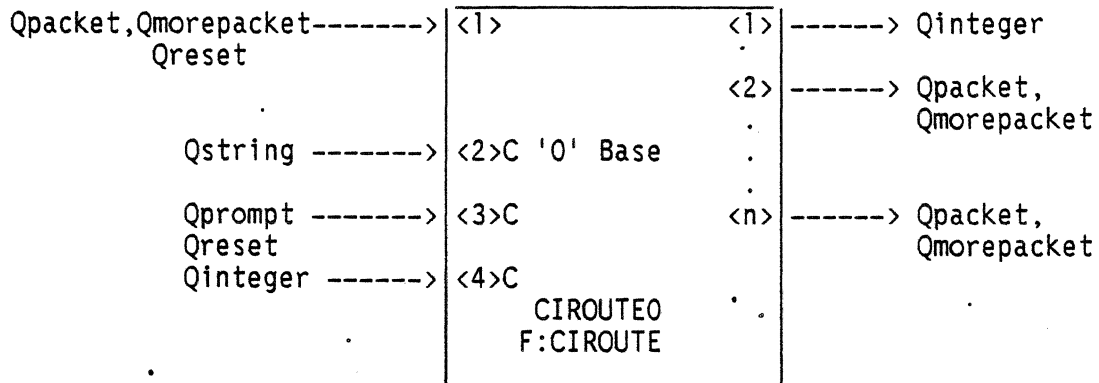 Qpacket,Qmorepacket-------> <1> <1> ------> Qinteger
Qreset
<2> ------> Qpacket,
Qmorepacket
Qstring -------> <2>C '0' Base
Qprompt -------> <3>C <n> ------> Qpacket,
Qreset Qmorepacket
Qinteger ------> <4>C
CIROUTE0
F:CIROUTE